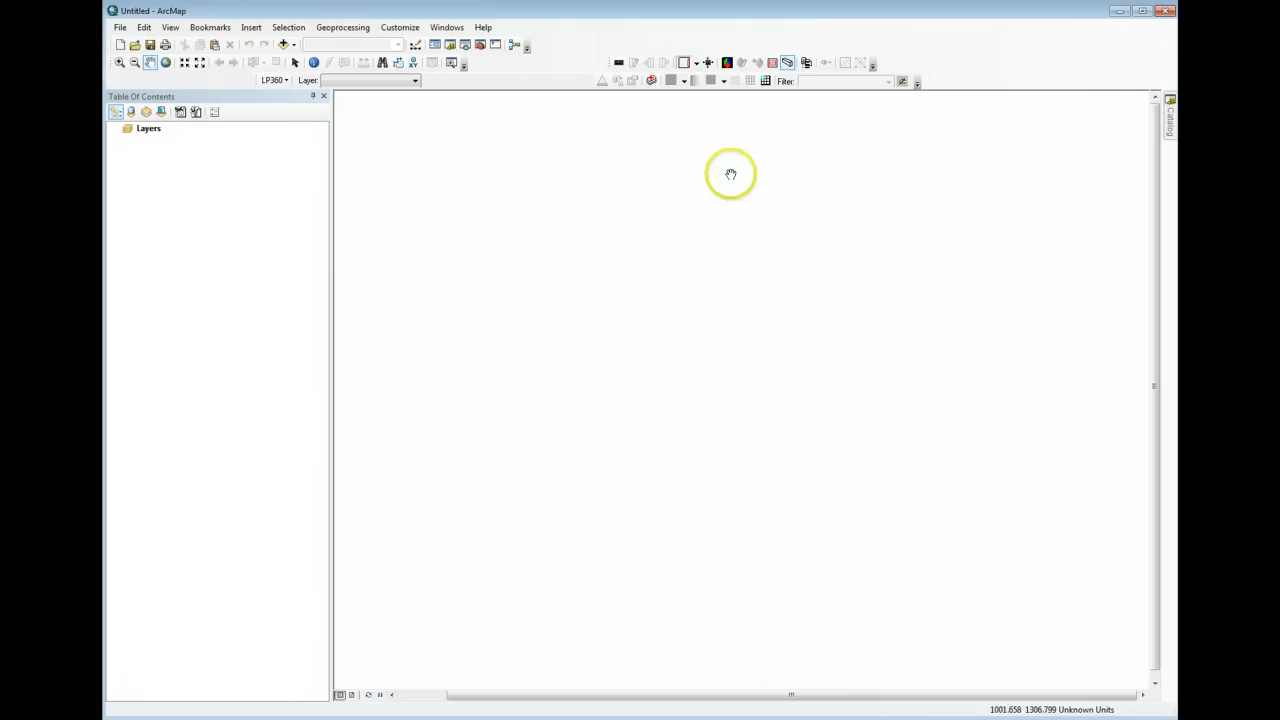 Untitled - ArcMap
File Edit View Bookmarks Insert Selection Geoprocessing Customize Windows Help
LP360 Layer: Filter:
Table Of Contents
Layers
Catalog
1001.658 1306.799 Unknown Units